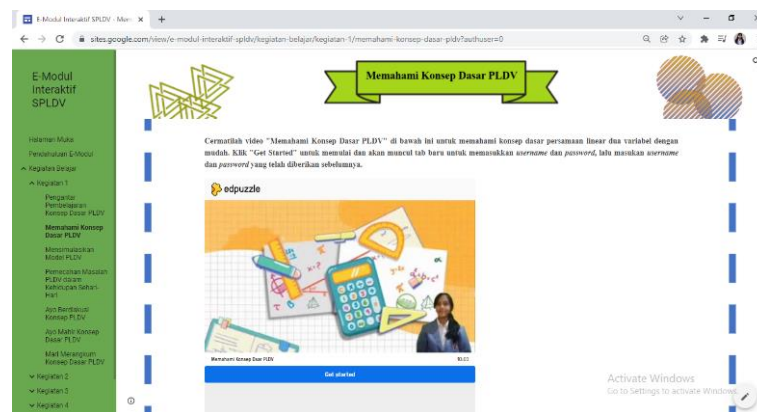 E-Modul Interaktif SPLDV - Mem
sites.google.com/view/e-modul-interaktif-spldv/kegiatan-belajar/kegiatan-1/memahami-konsep-dasar-pldv?authuser=0
E-Modul
Interaktif
SPLDV
Halaman Muka
Pendahuluan E-Modul
Kegiatan Belajar
Kegiatan 1
Pengantar
Pembelajaran
Konsep Dasar PLDV
Memahami Konsep
Dasar PLDV
Mensimulasikan
Model PLDV
Pemecahan Masalah
PLDV dalam
Kehidupan Sehari-
Hari
Ayo Berdiskusi
Konsep PLDV
Ayo Mahir Konsep
Dasar PLDV
Mari Merangkum
Konsep Dasar PLDV
Kegiatan 2
Kegiatan 3
Kegiatan 4
Memahami Konsep Dasar PLDV
Cermatilah video "Memahami Konsep Dasar PLDV" di bawah ini untuk memahami konsep dasar persamaan linear dua variabel dengan
mudah. Klik "Get Started" untuk memulai dan akan muncul tab baru untuk memasukkan username dan password, lalu masukan username
dan password yang telah diberikan sebelumnya.
edpuzzle
Memahami Konsep Dasar PLDV
Get started
Activate Windows
Go to Settings to activate Windows.